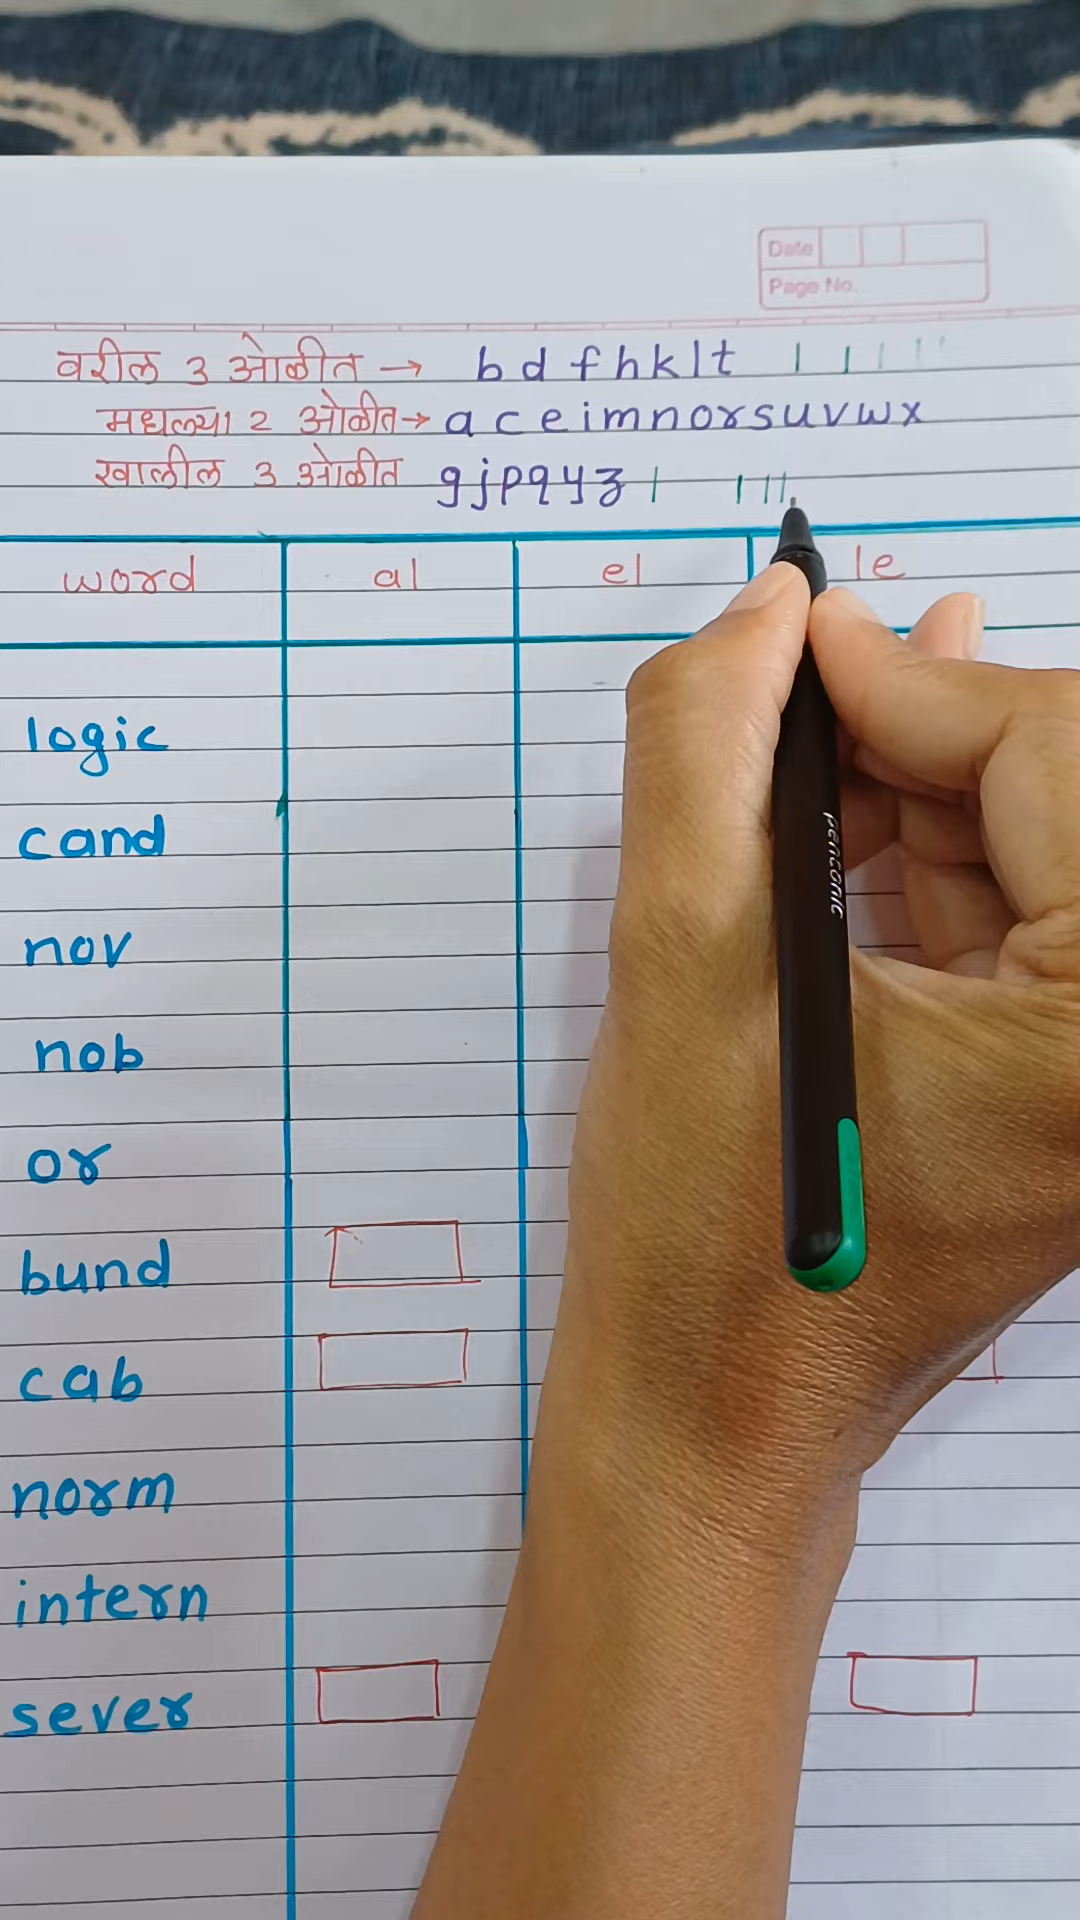 Date
Page No.
वरील 3 ओळीत → b d f h k l t
मधल्या 2 ओळीत→ a c e i m n o r s u v w x
खालील 3 ओळीत g j p q y z
word al el le
logic
cand
nov
nob
or
bund
cab
norm
intern
sever
penconic